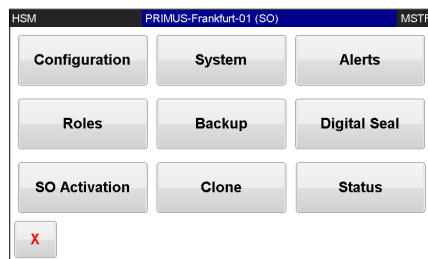 HSM PRIMUS-Frankfurt-01 (SO)
Configuration System Alerts
Roles Backup Digital Seal
SO Activation Clone Status
X